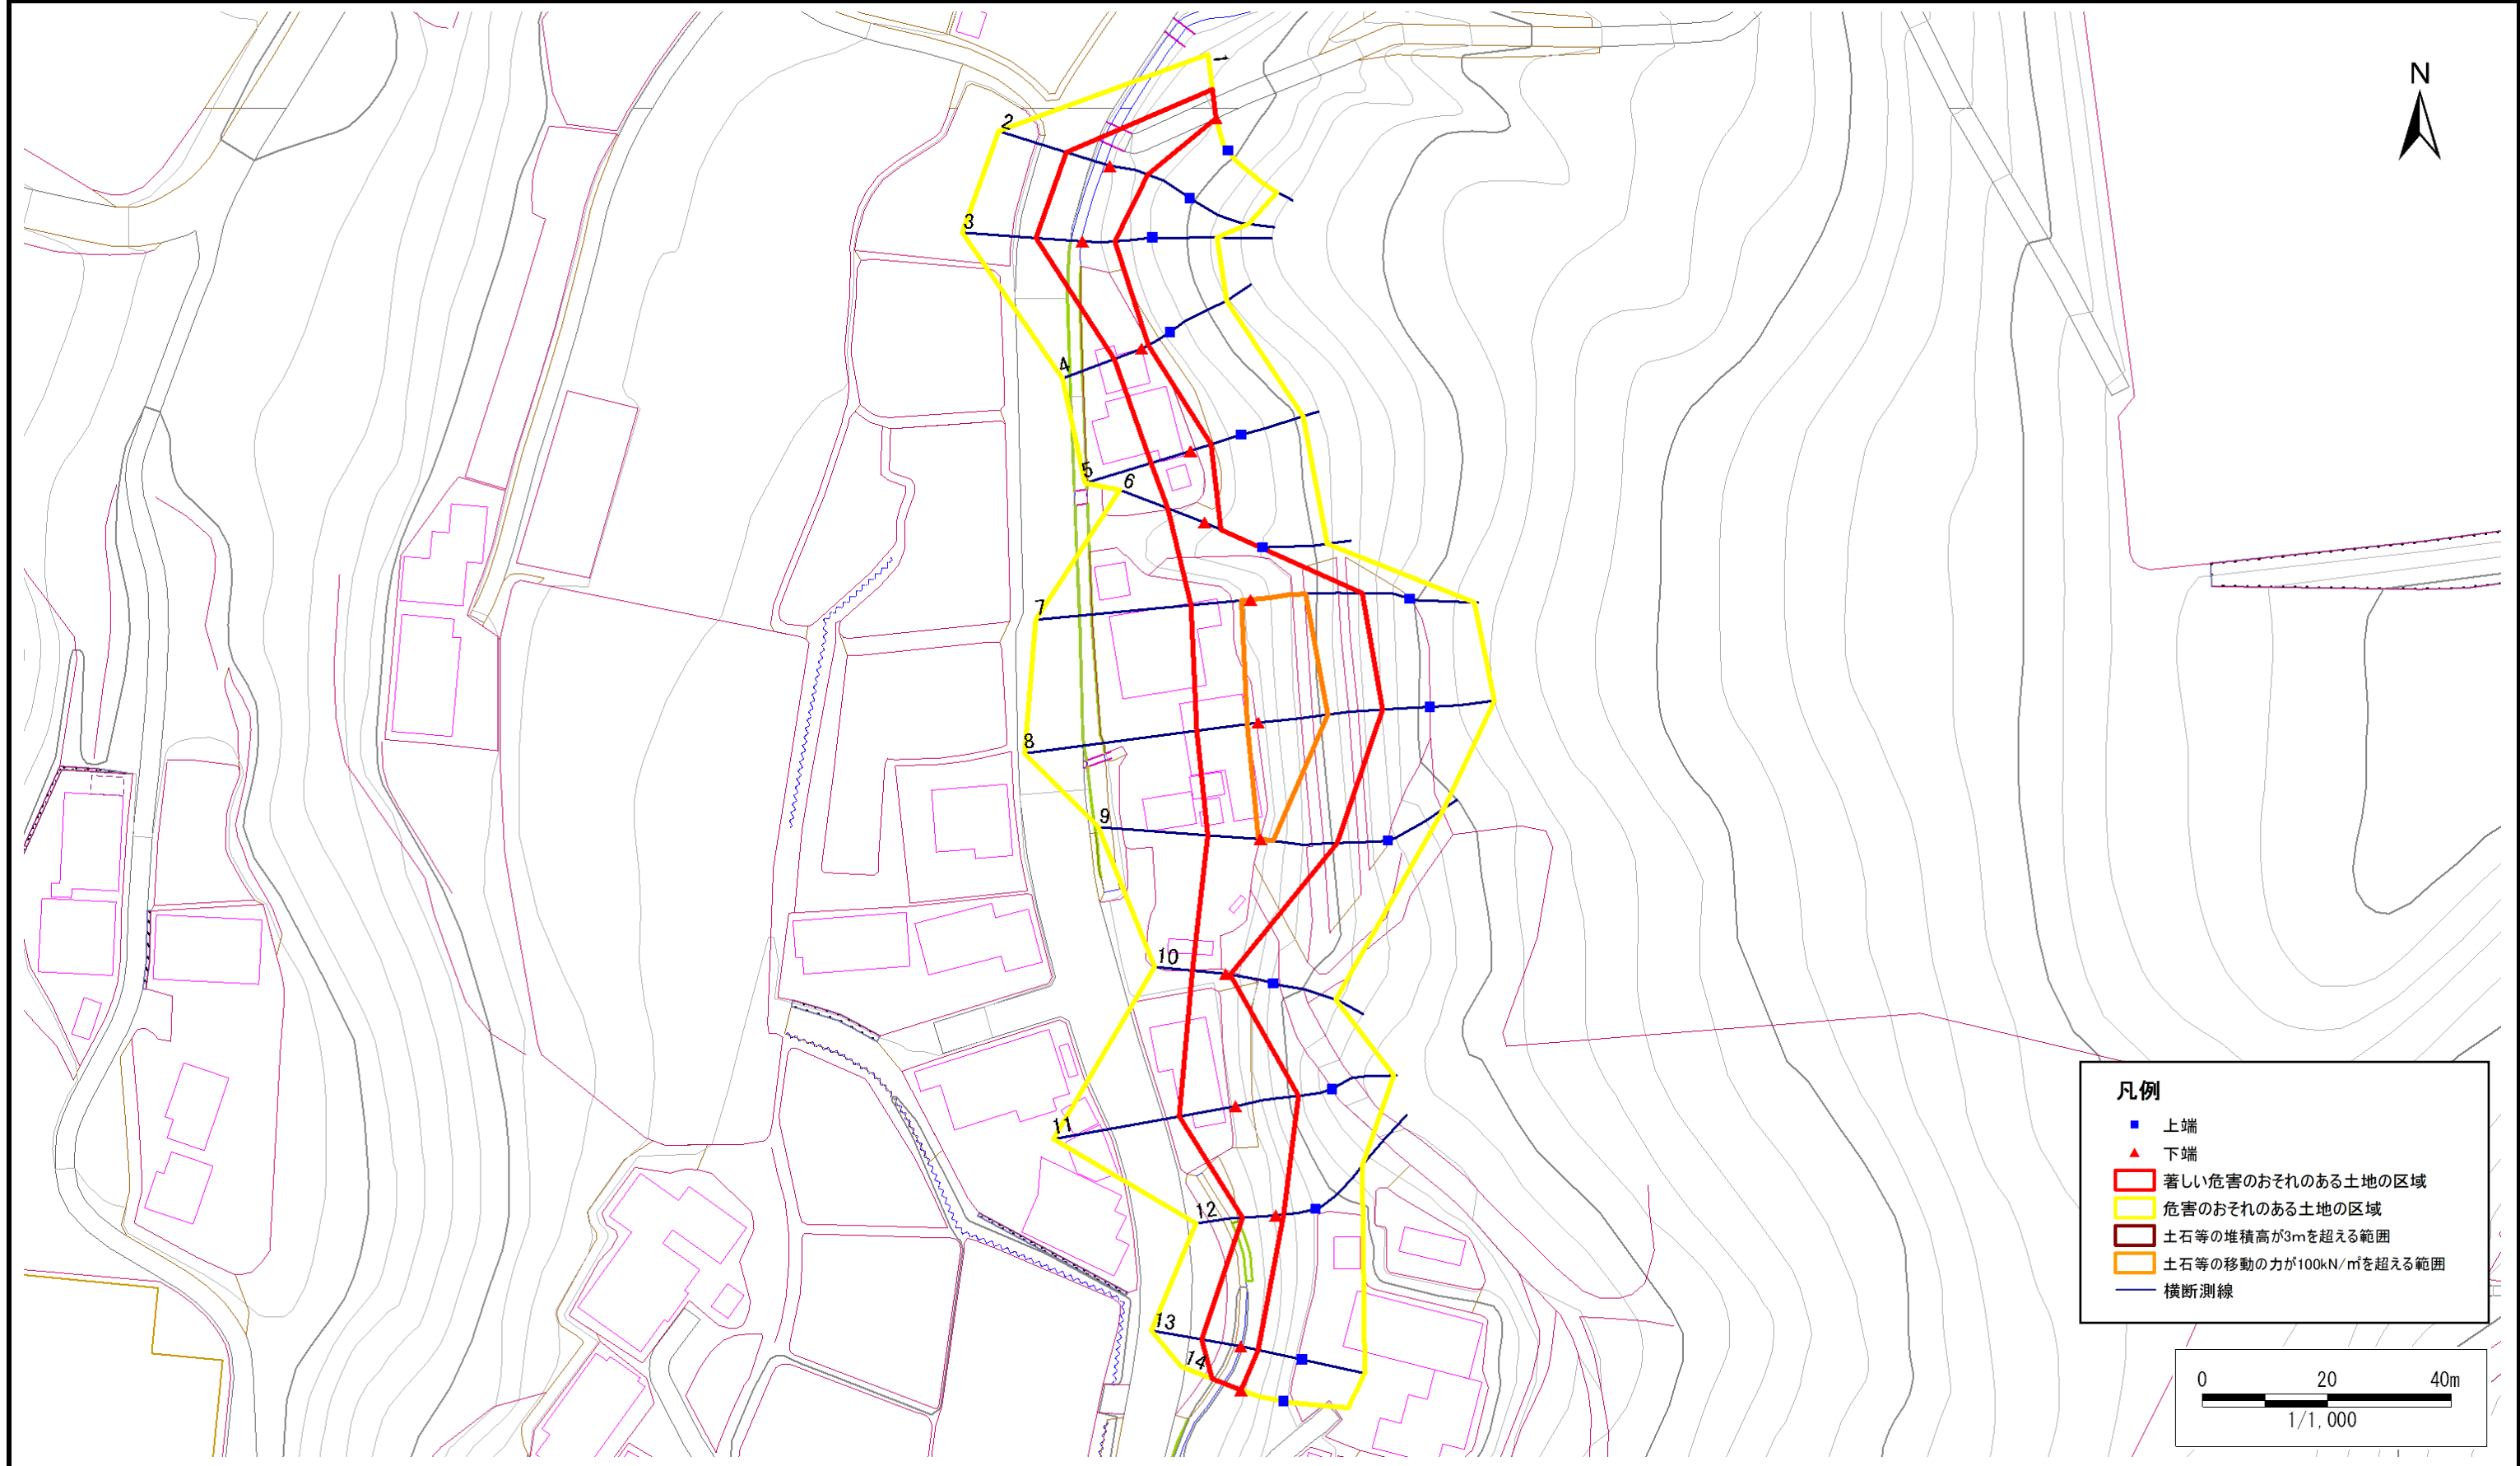 N
2
3
4
5
6
7
8
9
10
11
12
13
14
凡例
上端
下端
著しい危害のおそれのある土地の区域
危害のおそれのある土地の区域
土石等の堆積高が3mを超える範囲
土石等の移動の力が100kN/㎡を超える範囲
横断測線
0 20 40m
1/1,000